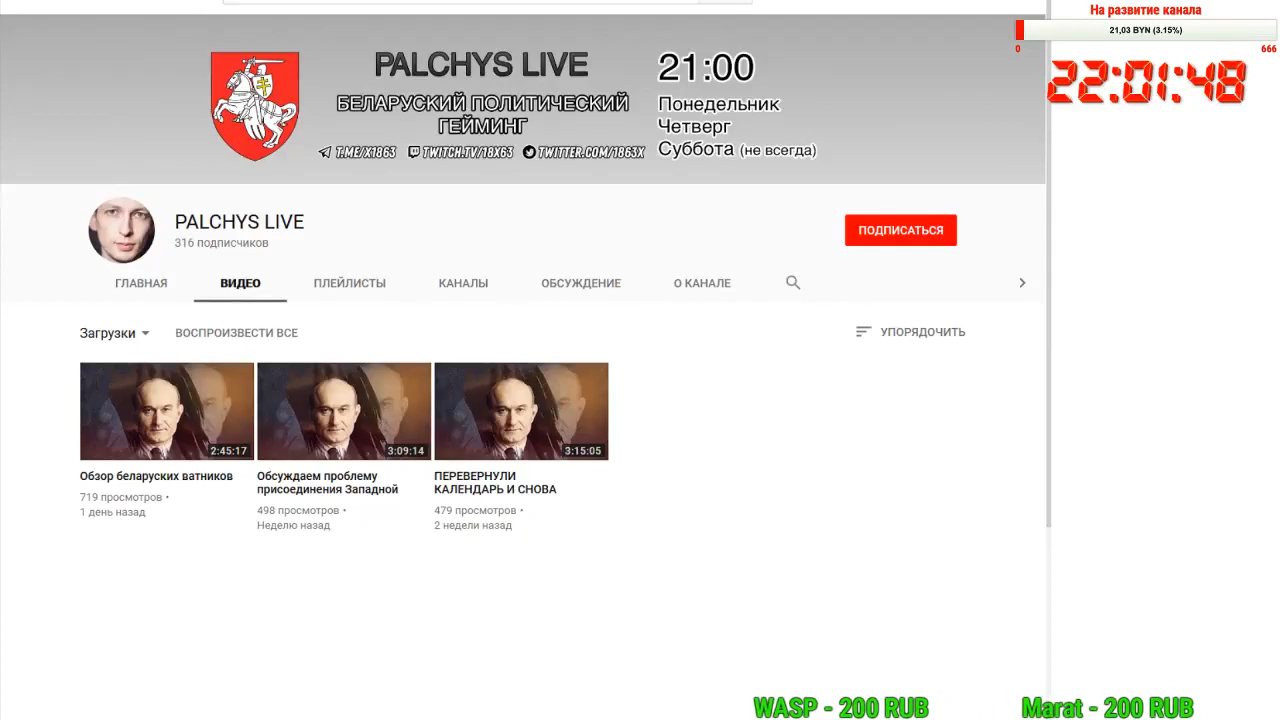 На развитие канала
21,03 BYN (3.15%)
0 666
22:01:48
PALCHYS LIVE
БЕЛАРУСКИЙ ПОЛИТИЧЕСКИЙ
ГЕЙМИНГ
T.ME/X1863 TWITCH.TV/18X63 TWITTER.COM/1863X
21:00
Понедельник
Четверг
Суббота (не всегда)
PALCHYS LIVE
316 подписчиков
ПОДПИСАТЬСЯ
ГЛАВНАЯ ВИДЕО ПЛЕЙЛИСТЫ КАНАЛЫ ОБСУЖДЕНИЕ О КАНАЛЕ
Загрузки ВОСПРОИЗВЕСТИ ВСЕ УПОРЯДОЧИТЬ
2:45:17
Обзор беларуских ватников
719 просмотров •
1 день назад
3:09:14
Обсуждаем проблему
присоединения Западной
498 просмотров •
Неделю назад
3:15:05
ПЕРЕВЕРНУЛИ
КАЛЕНДАРЬ И СНОВА
479 просмотров •
2 недели назад
WASP - 200 RUB Marat - 200 RUB